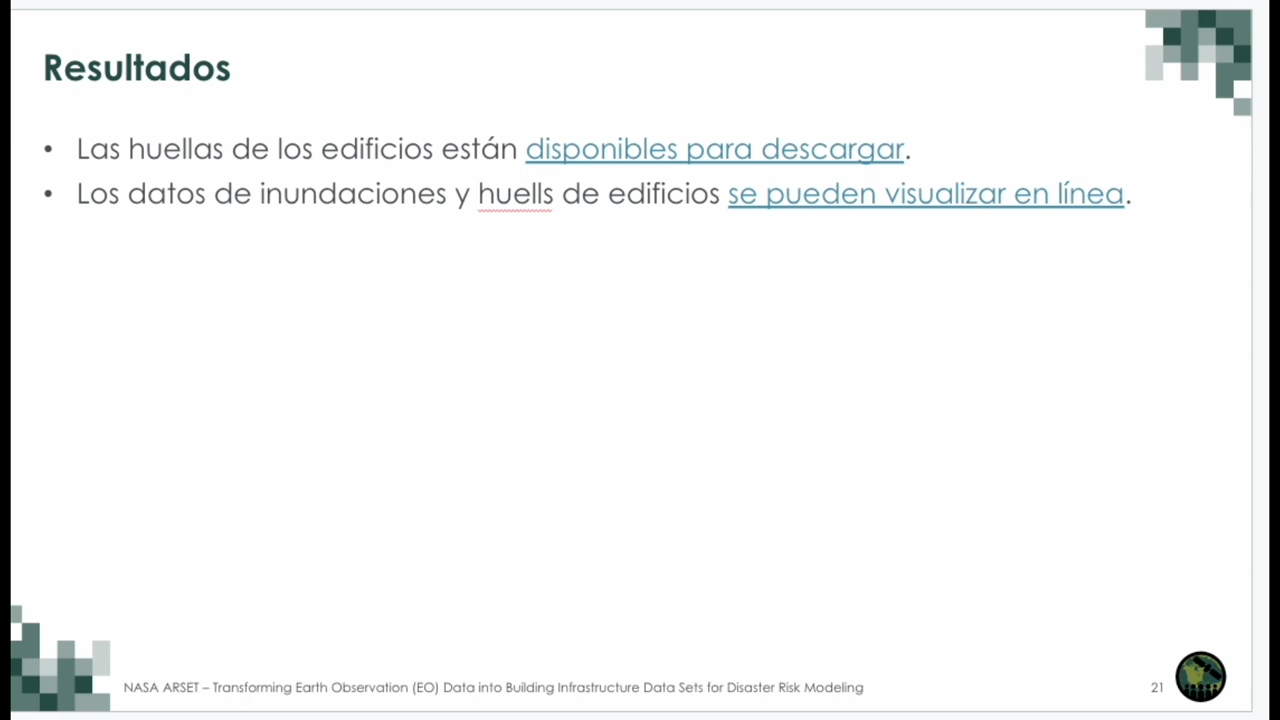 Resultados
• Las huellas de los edificios están disponibles para descargar.
• Los datos de inundaciones y huells de edificios se pueden visualizar en línea.
NASA ARSET – Transforming Earth Observation (EO) Data into Building Infrastructure Data Sets for Disaster Risk Modeling
21